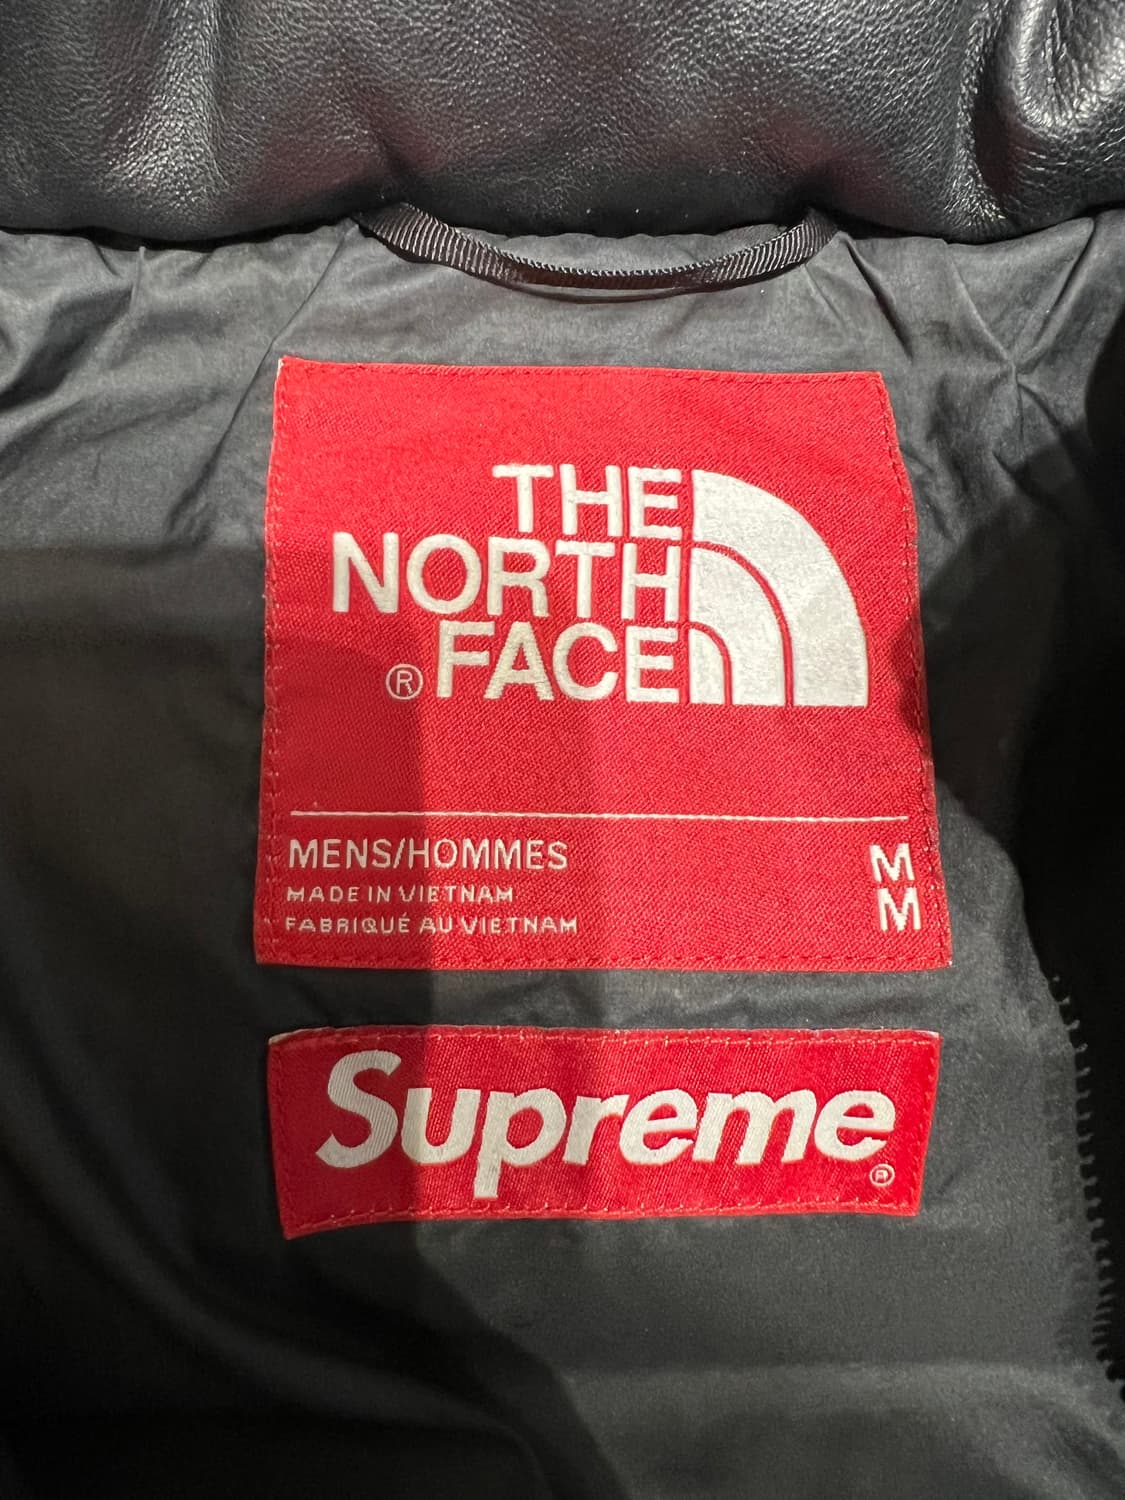 THE
NORTH
® FACE
MENS/HOMMES M
MADE IN VIETNAM
FABRIQUÉ AU VIETNAM M
Supreme ®